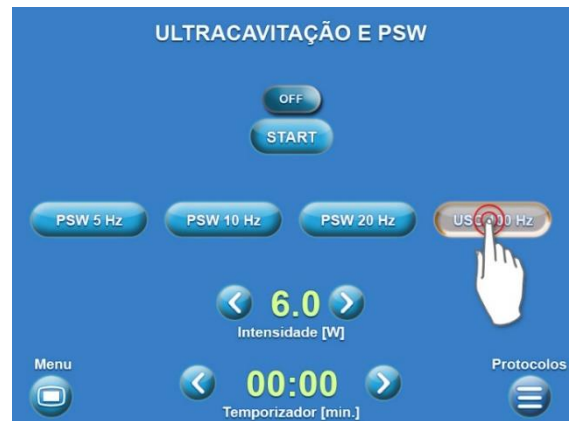 ULTRACAVITAÇÃO E PSW
OFF
START
PSW 5 Hz
PSW 10 Hz
PSW 20 Hz
Hz
6.0
Intensidade [W]
Menu
Protocolos
00:00
Temporizador [min.]